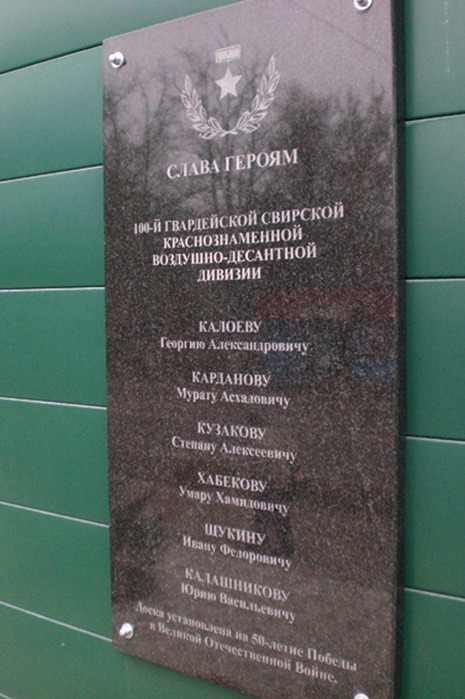 СЛАВА ГЕРОЯМ
100-Й ГВАРДЕЙСКОЙ СВИРСКОЙ
КРАСНОЗНАМЕННОЙ
ВОЗДУШНО-ДЕСАНТНОЙ
ДИВИЗИИ
КАЛОЕВУ
Георгию Александровичу
КАРДАНОВУ
Мурату Асхадовичу
КУЗАКОВУ
Степану Алексеевичу
ХАБЕКОВУ
Умару Хамидовичу
ЩУКИНУ
Ивану Федоровичу
КАЛАШНИКОВУ
Юрию Васильевичу
Доска установлена на 50-летие Победы
в Великой Отечественной Войне.